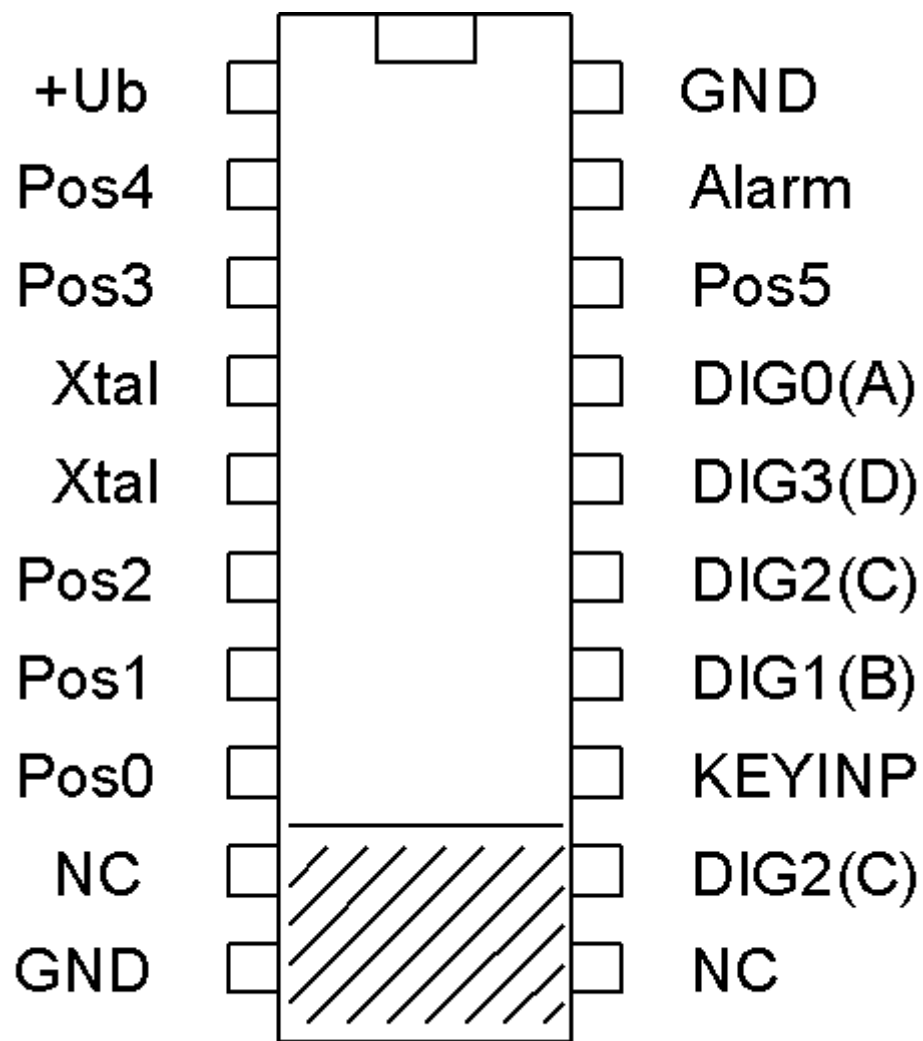 +Ub GND
Pos4 Alarm
Pos3 Pos5
Xtal DIG0(A)
Xtal DIG3(D)
Pos2 DIG2(C)
Pos1 DIG1(B)
Pos0 KEYINP
NC DIG2(C)
GND NC